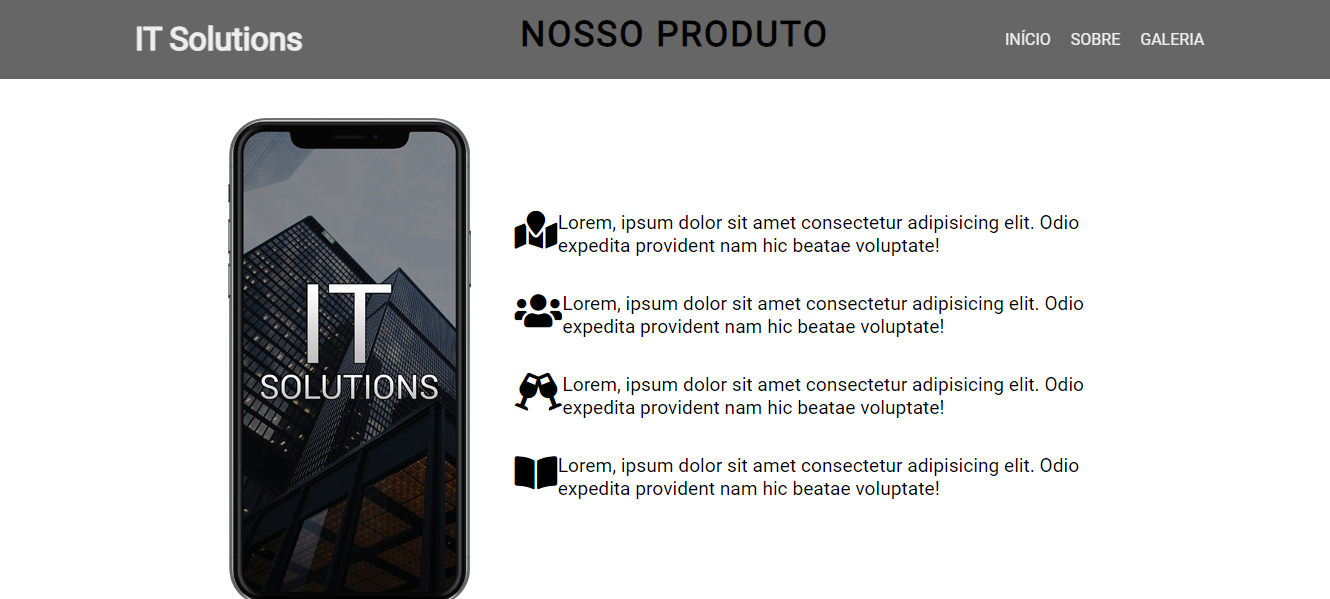 IT Solutions
NOSSO PRODUTO
INÍCIO SOBRE GALERIA
IT
SOLUTIONS
Lorem, ipsum dolor sit amet consectetur adipisicing elit. Odio
expedita provident nam hic beatae voluptate!
Lorem, ipsum dolor sit amet consectetur adipisicing elit. Odio
expedita provident nam hic beatae voluptate!
Lorem, ipsum dolor sit amet consectetur adipisicing elit. Odio
expedita provident nam hic beatae voluptate!
Lorem, ipsum dolor sit amet consectetur adipisicing elit. Odio
expedita provident nam hic beatae voluptate!